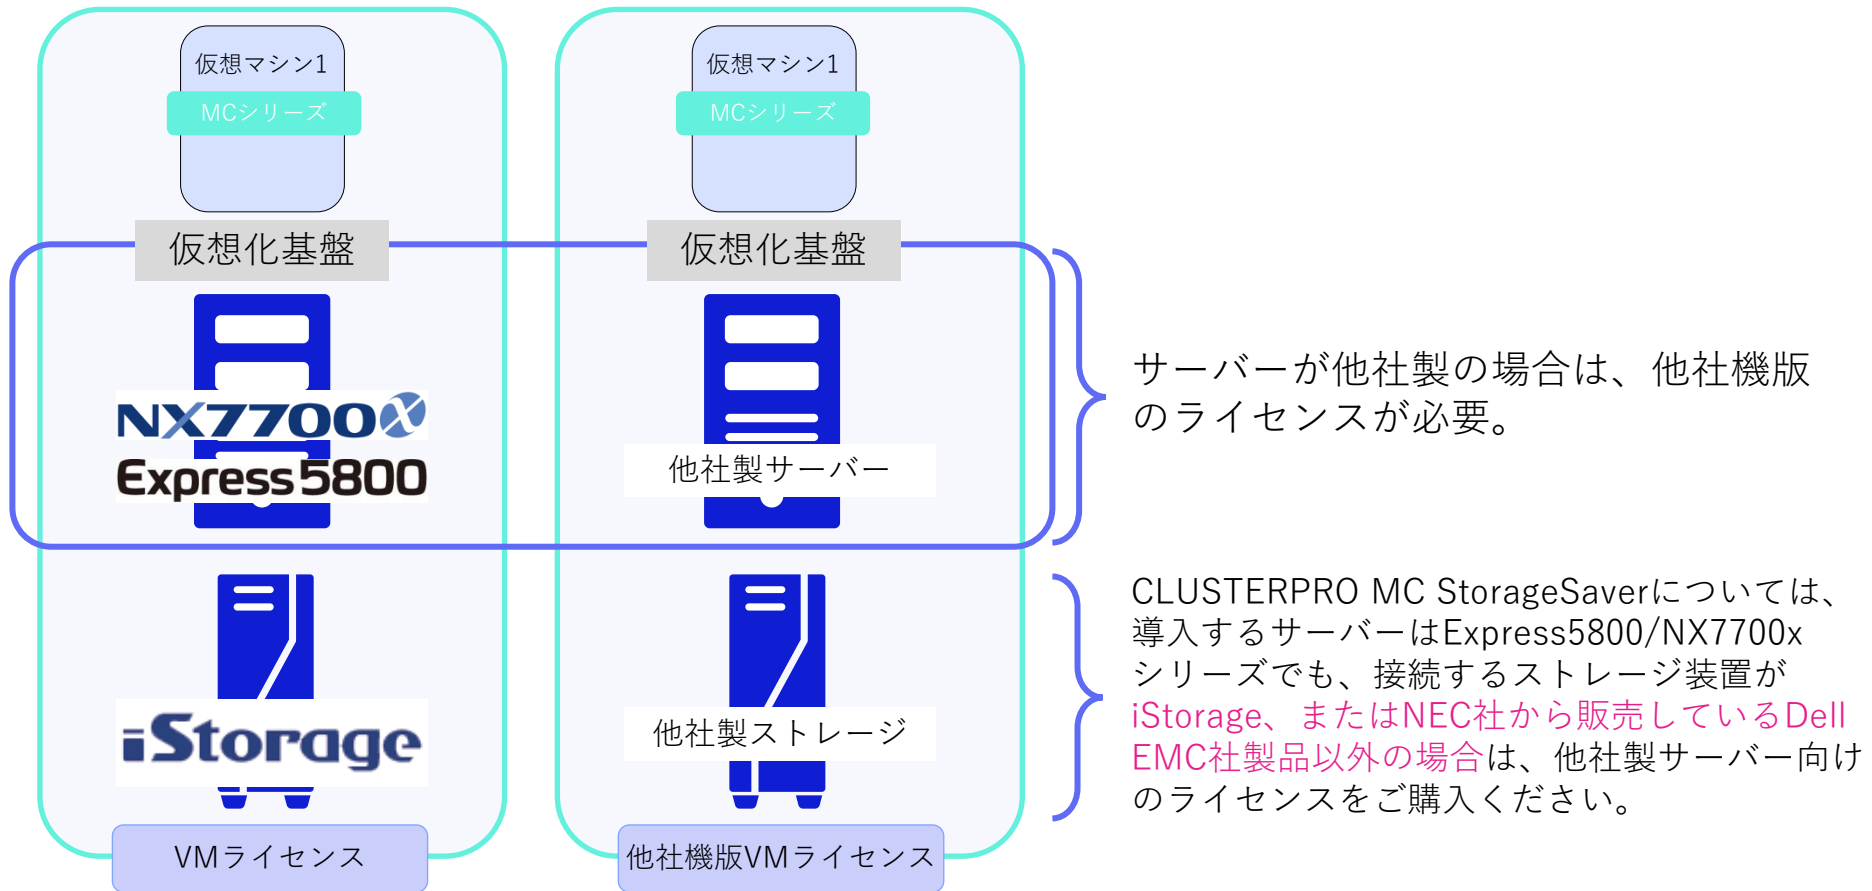 仮想マシン1
MCシリーズ
仮想化基盤
NX7700x
Express5800
iStorage
VMライセンス
仮想マシン1
MCシリーズ
仮想化基盤
他社製サーバー
他社製ストレージ
他社機版VMライセンス
サーバーが他社製の場合は、他社機版
のライセンスが必要。
CLUSTERPRO MC StorageSaverについては、
導入するサーバーはExpress5800/NX7700x
シリーズでも、接続するストレージ装置が
iStorage、またはNEC社から販売しているDell
EMC社製品以外の場合は、他社製サーバー向け
のライセンスをご購入ください。